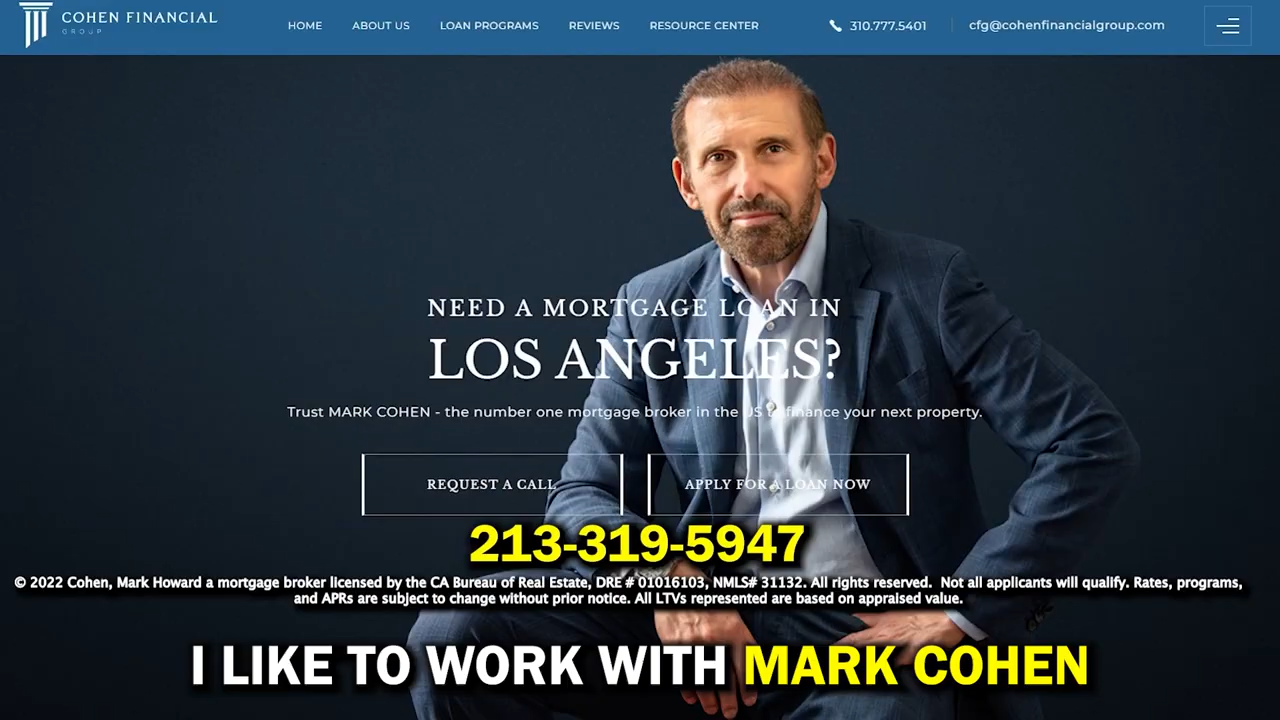 COHEN FINANCIAL
GROUP
HOME ABOUT US LOAN PROGRAMS REVIEWS RESOURCE CENTER 310.777.5401 cfg@cohenfinancialgroup.com
NEED A MORTGAGE LOAN IN
LOS ANGELES?
Trust MARK COHEN - the number one mortgage broker in the US to finance your next property.
REQUEST A CALL APPLY FOR A LOAN NOW
213-319-5947
© 2022 Cohen, Mark Howard a mortgage broker licensed by the CA Bureau of Real Estate, DRE # 01016103, NMLS# 31132. All rights reserved. Not all applicants will qualify. Rates, programs,
and APRs are subject to change without prior notice. All LTVs represented are based on appraised value.
I LIKE TO WORK WITH MARK COHEN